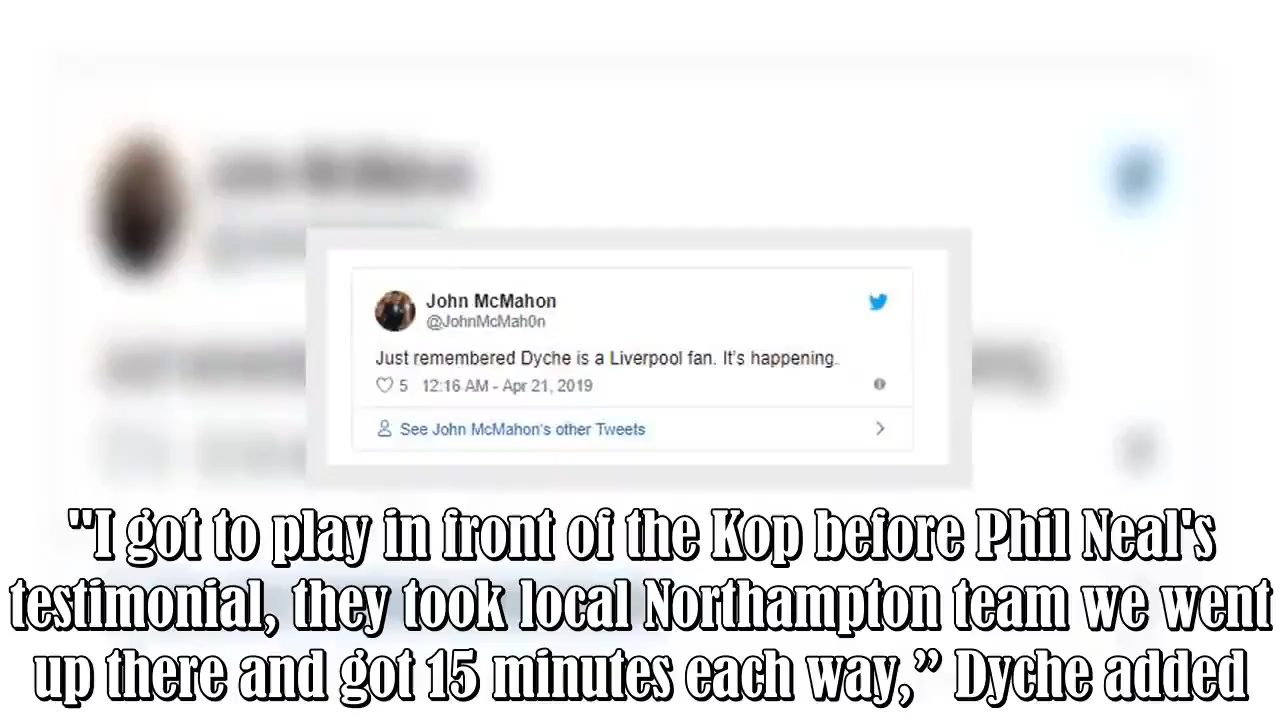 John McMahon
@JohnMcMah0n
Just remembered Dyche is a Liverpool fan. It's happening.
5 12:16 AM - Apr 21, 2019
See John McMahon's other Tweets
"I got to play in front of the Kop before Phil Neal's
testimonial, they took local Northampton team we went
up there and got 15 minutes each way,” Dyche added